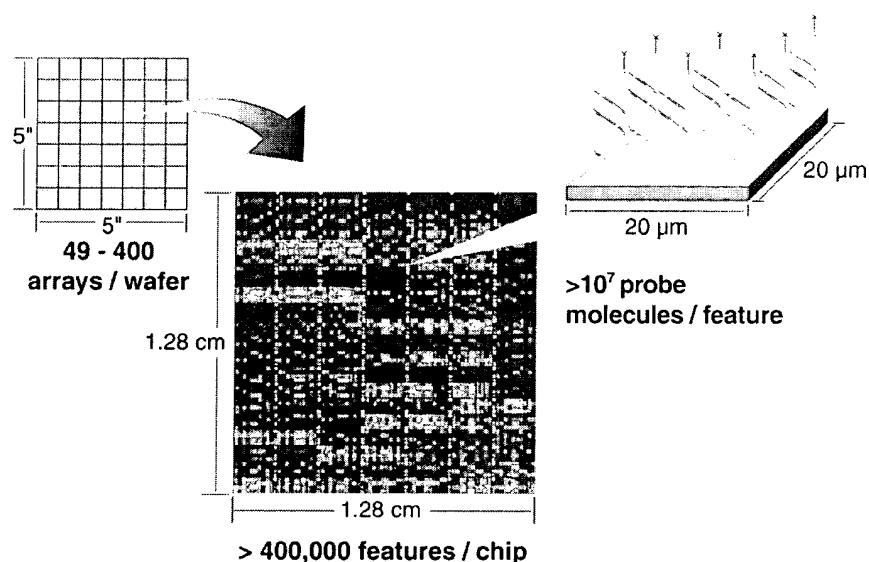 5"
5"
49 - 400
arrays / wafer
1.28 cm
1.28 cm
> 400,000 features / chip
20 µm
20 µm
>10⁷ probe
molecules / feature